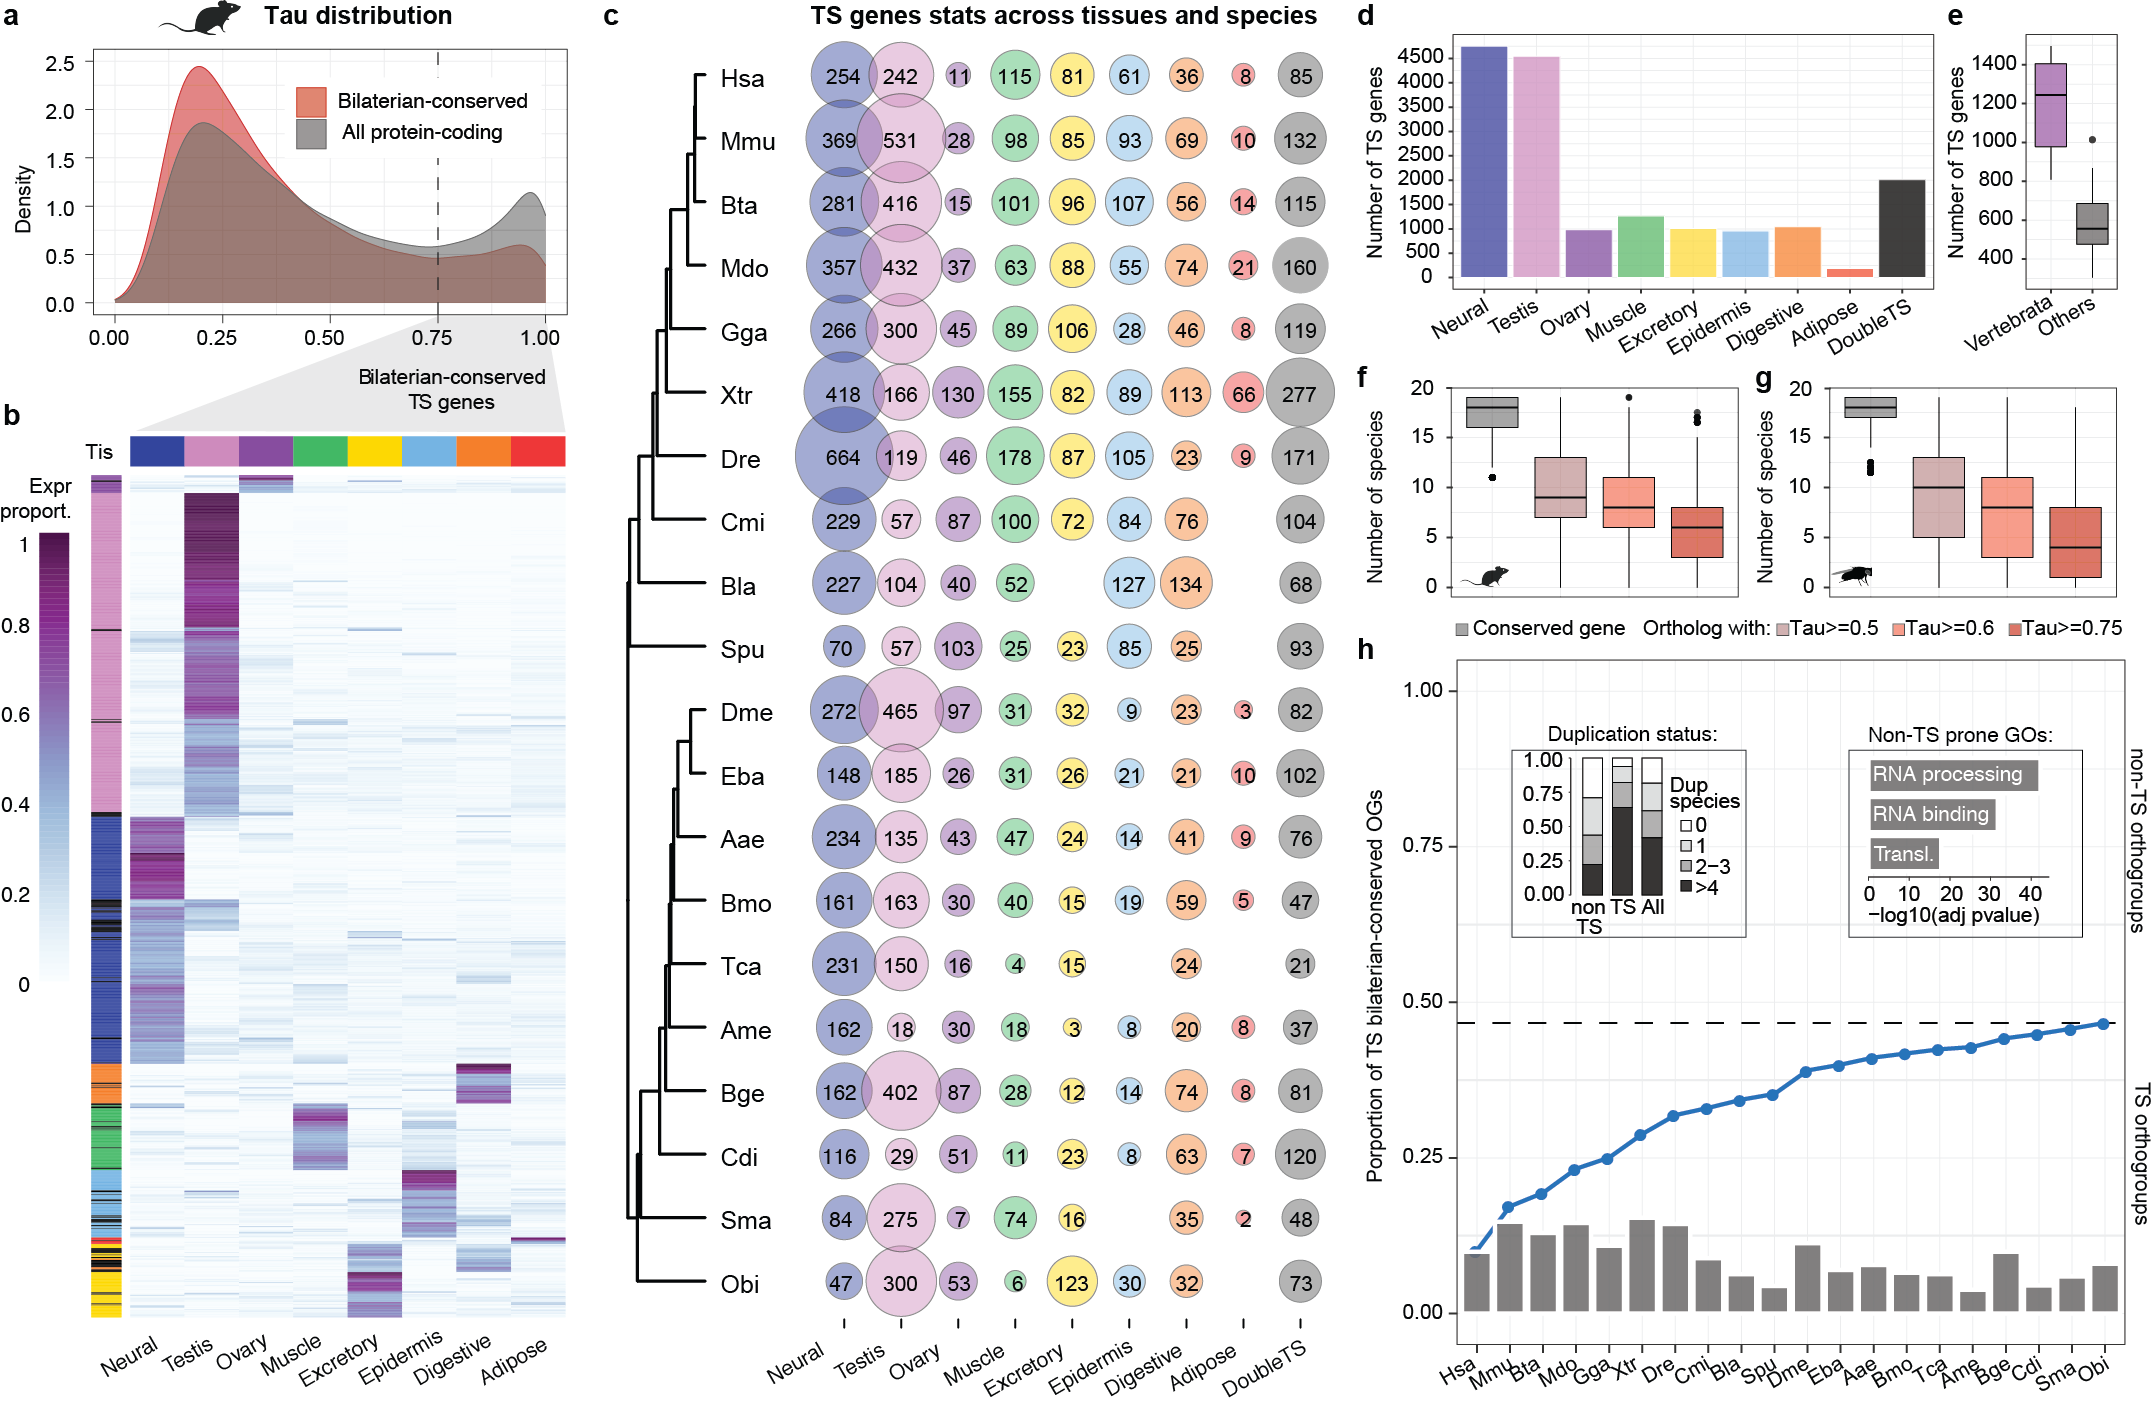 a
Tau distribution
2.5
2.0
1.5
1.0
0.5
0.0
Density
Bilaterian-conserved
All protein-coding
0.00
0.25
0.50
0.75
1.00
Bilaterian-conserved
TS genes
b
Tis
Expr
proport.
1
0.8
0.6
0.4
0.2
0
Neural
Testis
Ovary
Muscle
Excretory
Epidermis
Digestive
Adipose
c
TS genes stats across tissues and species
Hsa 254 242 11 115 81 61 36 8 85
Mmu 369 531 28 98 85 93 69 10 132
Bta 281 416 15 101 96 107 56 14 115
Mdo 357 432 37 63 88 55 74 21 160
Gga 266 300 45 89 106 28 46 8 119
Xtr 418 166 130 155 82 89 113 66 277
Dre 664 119 46 178 87 105 23 9 171
Cmi 229 57 87 100 72 84 76 104
Bla 227 104 40 52 127 134 68
Spu 70 57 103 25 23 85 25 93
Dme 272 465 97 31 32 9 23 3 82
Eba 148 185 26 31 26 21 21 10 102
Aae 234 135 43 47 24 14 41 9 76
Bmo 161 163 30 40 15 19 59 5 47
Tca 231 150 16 4 15 24 21
Ame 162 18 30 18 3 8 20 8 37
Bge 162 402 87 28 12 14 74 8 81
Cdi 116 29 51 11 23 8 63 7 120
Sma 84 275 7 74 16 35 2 48
Obi 47 300 53 6 123 30 32 73
Neural
Testis
Ovary
Muscle
Excretory
Epidermis
Digestive
Adipose
DoubleTS
d
Number of TS genes
4500
4000
3500
3000
2500
2000
1500
1000
500
0
Neural
Testis
Ovary
Muscle
Excretory
Epidermis
Digestive
Adipose
DoubleTS
e
Number of TS genes
1400
1200
1000
800
600
400
Vertebrata
Others
f
Number of species
20
15
10
5
0
g
Number of species
20
15
10
5
0
Conserved gene Ortholog with: Tau>=0.5 Tau>=0.6 Tau>=0.75
h
Porportion of TS bilaterian-conserved OGs
1.00
0.75
0.50
0.25
0.00
Duplication status:
1.00
0.75
0.50
0.25
0.00
non
TS
TS
All
Dup
species
0
1
2−3
>4
Non-TS prone GOs:
RNA processing
RNA binding
Transl.
0 10 20 30 40
−log10(adj pvalue)
non-TS orthogroups
TS orthogroups
Hsa
Mmu
Bta
Mdo
Gga
Xtr
Dre
Cmi
Bla
Spu
Dme
Eba
Aae
Bmo
Tca
Ame
Bge
Cdi
Sma
Obi